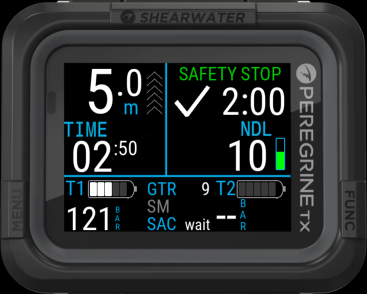 SHEARWATER
5.0 m
SAFETY STOP
2:00
TIME
02:50
NDL
10
T1
GTR 9
T2
121 BAR
SM
SAC wait
-- BAR
PEREGRINE TX
MENU
FUNC